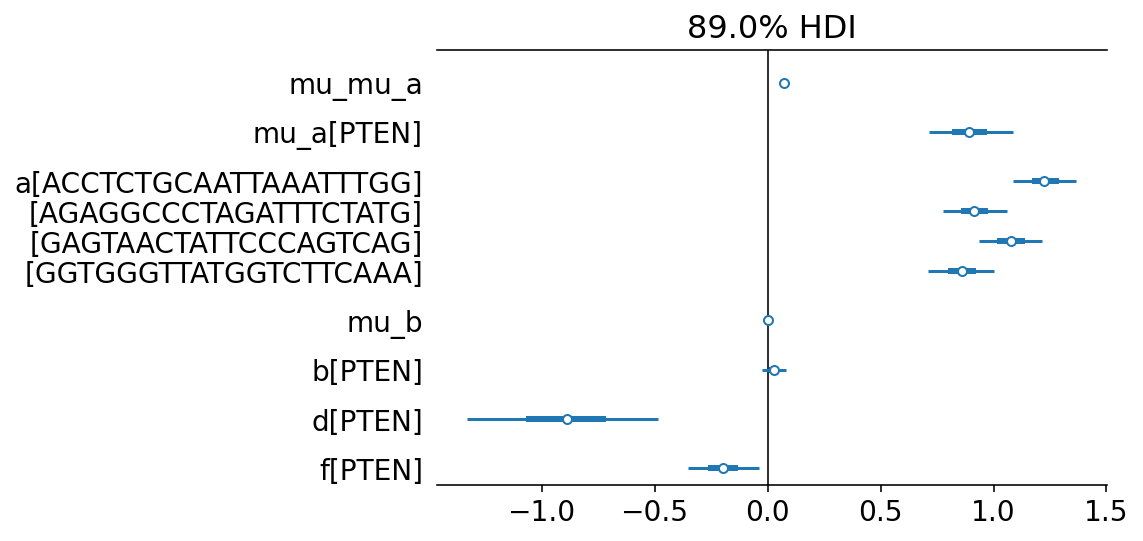 89.0% HDI
mu_mu_a
mu_a[PTEN]
a[ACCTCTGCAATTAAATTTGG]
[AGAGGCCCTAGATTTCTATG]
[GAGTAACTATTCCCAGTCAG]
[GGTGGGTTATGGTCTTCAAA]
mu_b
b[PTEN]
d[PTEN]
f[PTEN]
−1.0 −0.5 0.0 0.5 1.0 1.5